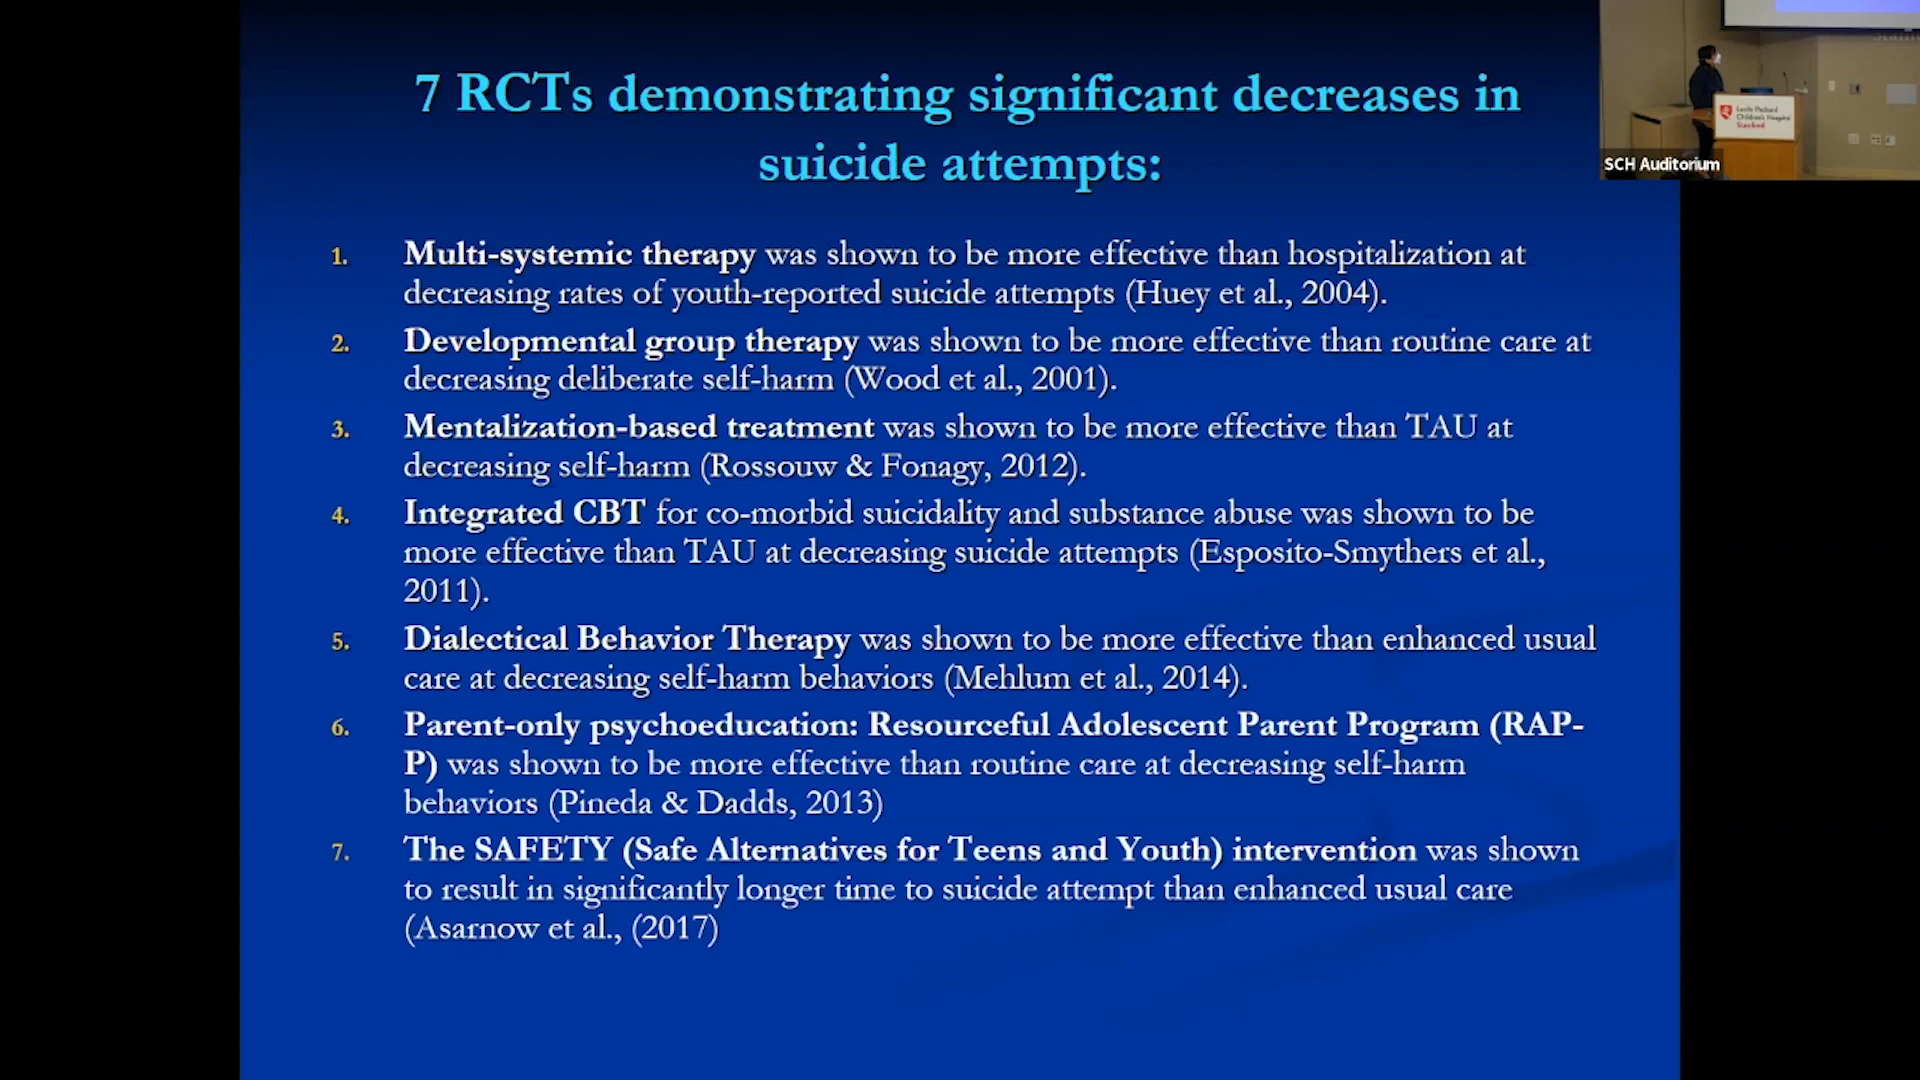 7 RCTs demonstrating significant decreases in
suicide attempts:
1. Multi-systemic therapy was shown to be more effective than hospitalization at
decreasing rates of youth-reported suicide attempts (Huey et al., 2004).
2. Developmental group therapy was shown to be more effective than routine care at
decreasing deliberate self-harm (Wood et al., 2001).
3. Mentalization-based treatment was shown to be more effective than TAU at
decreasing self-harm (Rossouw & Fonagy, 2012).
4. Integrated CBT for co-morbid suicidality and substance abuse was shown to be
more effective than TAU at decreasing suicide attempts (Esposito-Smythers et al.,
2011).
5. Dialectical Behavior Therapy was shown to be more effective than enhanced usual
care at decreasing self-harm behaviors (Mehlum et al., 2014).
6. Parent-only psychoeducation: Resourceful Adolescent Parent Program (RAP-
P) was shown to be more effective than routine care at decreasing self-harm
behaviors (Pineda & Dadds, 2013)
7. The SAFETY (Safe Alternatives for Teens and Youth) intervention was shown
to result in significantly longer time to suicide attempt than enhanced usual care
(Asarnow et al., (2017)
Lucile Packard
Children's Hospital
Stanford
SCH Auditorium